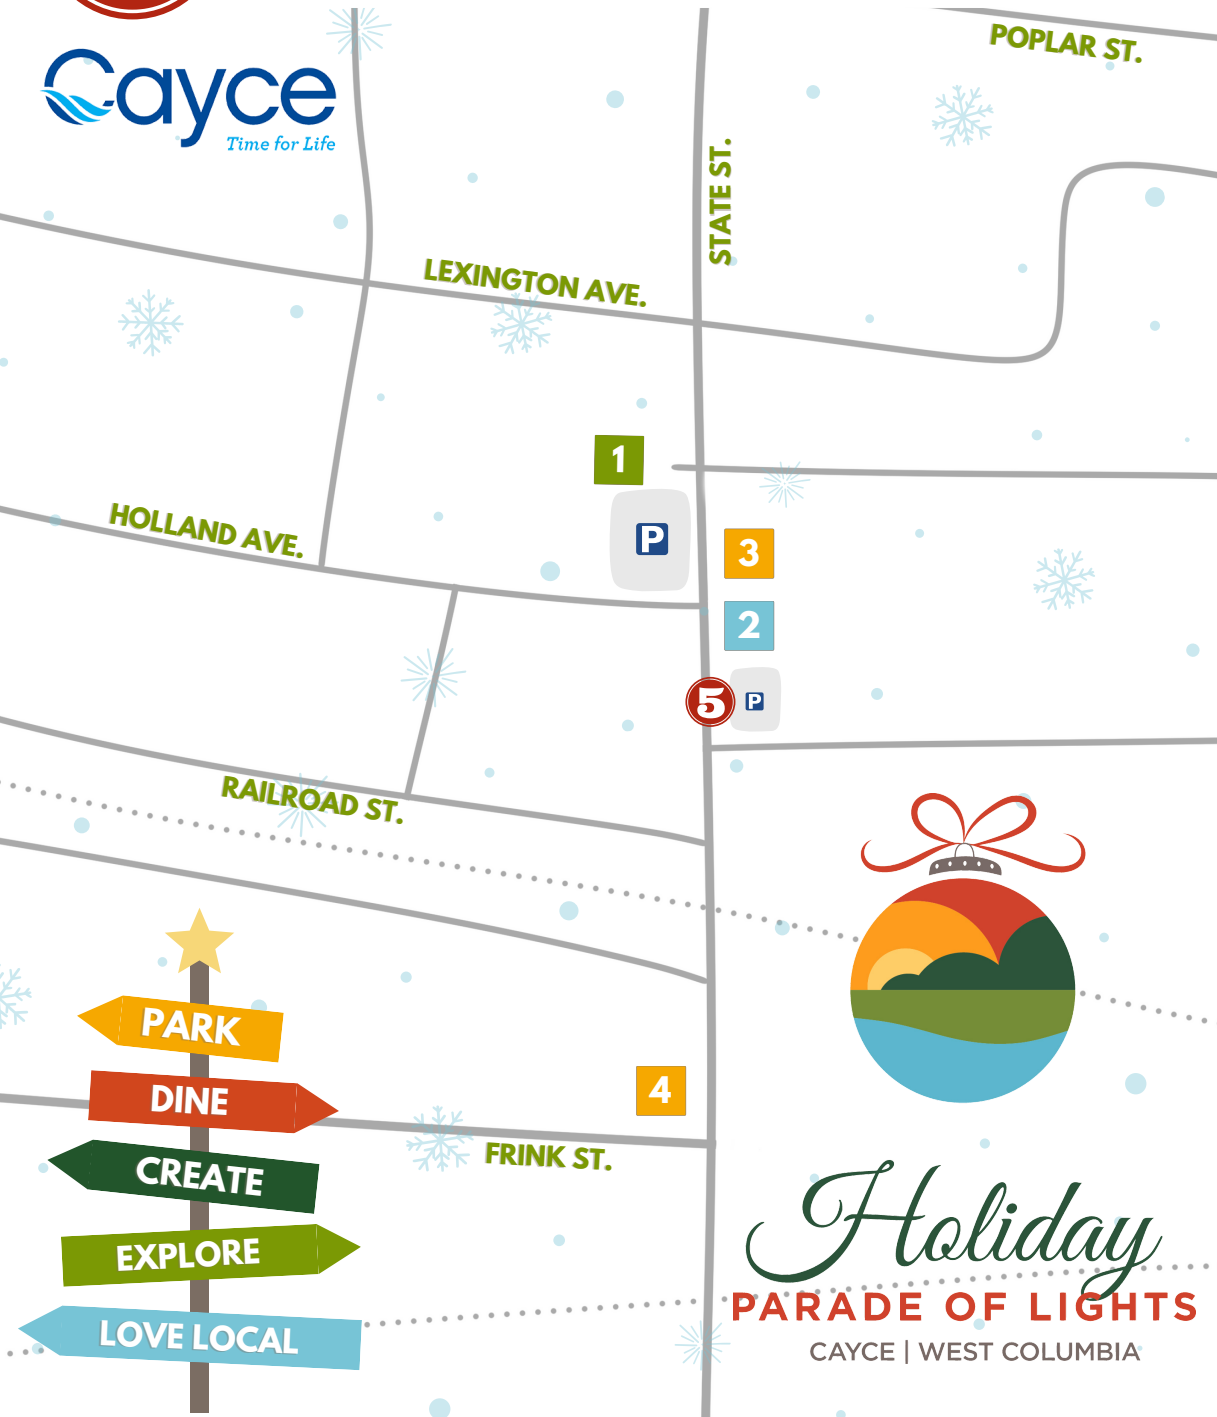 POPLAR ST.
Cayce
Time for Life
STATE ST.
LEXINGTON AVE.
1
HOLLAND AVE.
P
3
2
5
P
RAILROAD ST.
PARK
DINE
4
FRINK ST.
CREATE
EXPLORE
LOVE LOCAL
Holiday
PARADE OF LIGHTS
CAYCE | WEST COLUMBIA